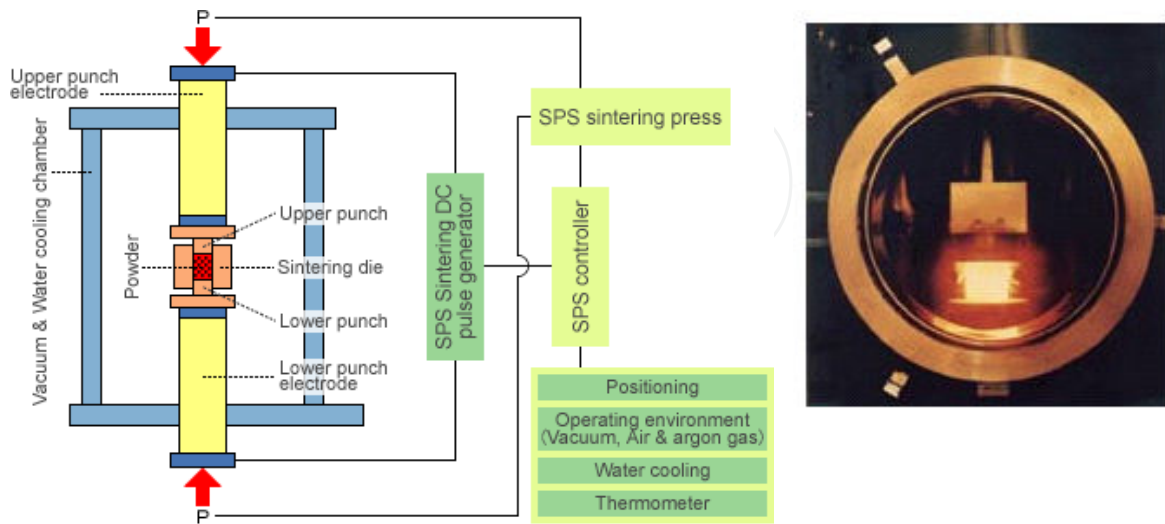 P
Upper punch
electrode
Vacuum & Water cooling chamber
SPS sintering press
Upper punch
Powder
Sintering die
SPS Sintering DC
pulse generator
SPS controller
Lower punch
Lower punch
electrode
Positioning
Operating environment
(Vacuum, Air & argon gas)
Water cooling
Thermometer
P